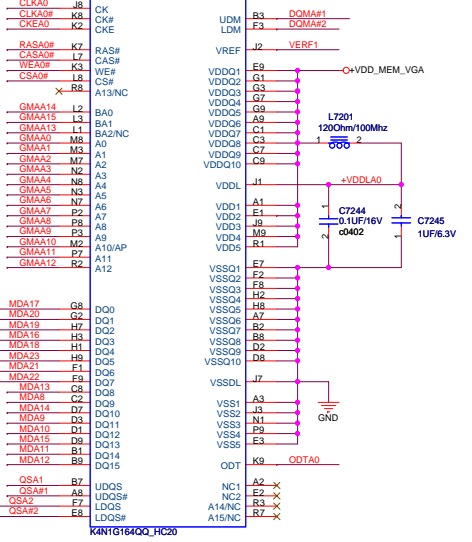 CLKA0 J8 CK
CLKA0# K8 CK# UDM B3 DQMA#1
CKEA0 K2 CKE LDM F3 DQMA#2
RASA0# K7 RAS# VREF J2 VERF1
CASA0# L7 CAS#
WEA0# K3 WE# VDDQ1 E9 +VDD_MEM_VGA
CSA0# L8 CS# VDDQ2 G1
R8 A13/NC VDDQ3 G3
VDDQ4 G7
GMAA14 L2 BA0 VDDQ5 G9
GMAA15 L3 BA1 VDDQ6 A9 L7201
GMAA13 L1 BA2/NC VDDQ7 C1 120Ohm/100Mhz
GMAA0 M8 A0 VDDQ8 C3 1 2
GMAA1 M3 A1 VDDQ9 C7
GMAA2 M7 A2 VDDQ10 C9
GMAA3 N2 A3
GMAA4 N8 A4 VDDL J1 +VDDLA0
GMAA5 N3 A5
GMAA6 N7 A6 VDD1 A1 1 2
GMAA7 P2 A7 VDD2 E1 C7244
GMAA8 P8 A8 VDD3 J9 0.1UF/16V C7245
GMAA9 P3 A9 VDD4 M9 c0402 1UF/6.3V
GMAA10 M2 A10/AP VDD5 R1 2 1
GMAA11 P7 A11
GMAA12 R2 A12 VSSQ1 E7
VSSQ2 F2
VSSQ3 F8
VSSQ4 H2
MDA17 G8 DQ0 VSSQ5 H8
MDA20 G2 DQ1 VSSQ6 A7
MDA19 H7 DQ2 VSSQ7 B2
MDA16 H3 DQ3 VSSQ8 B8
MDA18 H1 DQ4 VSSQ9 D2
MDA23 H9 DQ5 VSSQ10 D8
MDA21 F1 DQ6
MDA22 F9 DQ7 VSSDL J7
MDA13 C8 DQ8
MDA8 C2 DQ9 VSS1 A3
MDA14 D7 DQ10 VSS2 J3 GND
MDA9 D3 DQ11 VSS3 N1
MDA10 D1 DQ12 VSS4 P9
MDA15 D9 DQ13 VSS5 E3
MDA11 B1 DQ14
MDA12 B9 DQ15 ODT K9 ODTA0
QSA1 B7 UDQS NC1 A2
QSA#1 A8 UDQS# NC2 E2
QSA2 F7 LDQS A14/NC R3
QSA#2 E8 LDQS# A15/NC R7
K4N1G164QQ_HC20